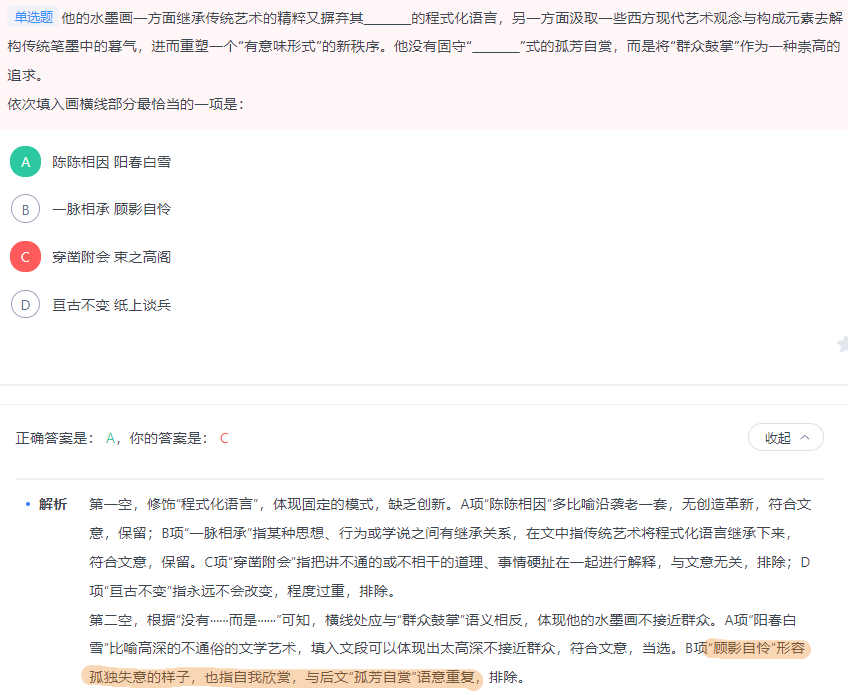 单选题 他的水墨画一方面继承传统艺术的精粹又摒弃其_______的程式化语言，另一方面汲取一些西方现代艺术观念与构成元素去解
构传统笔墨中的暮气，进而重塑一个“有意味形式”的新秩序。他没有固守“_______”式的孤芳自赏，而是将“群众鼓掌”作为一种崇高的
追求。
依次填入画横线部分最恰当的一项是：
A 陈陈相因 阳春白雪
B 一脉相承 顾影自怜
C 穿凿附会 束之高阁
D 亘古不变 纸上谈兵
正确答案是： A，你的答案是： C
收起
解析 第一空，修饰“程式化语言”，体现固定的模式，缺乏创新。A项“陈陈相因”多比喻沿袭老一套，无创造革新，符合文
意，保留；B项“一脉相承”指某种思想、行为或学说之间有继承关系，在文中指传统艺术将程式化语言继承下来，
符合文意，保留。C项“穿凿附会”指把讲不通的或不相干的道理、事情硬扯在一起进行解释，与文意无关，排除；D
项“亘古不变”指永远不会改变，程度过重，排除。
第二空，根据“没有……而是……”可知，横线处应与“群众鼓掌”语义相反，体现他的水墨画不接近群众。A项“阳春白
雪”比喻高深的不通俗的文学艺术，填入文段可以体现出太高深不接近群众，符合文意，当选。B项“顾影自怜”形容
孤独失意的样子，也指自我欣赏，与后文“孤芳自赏”语意重复，排除。